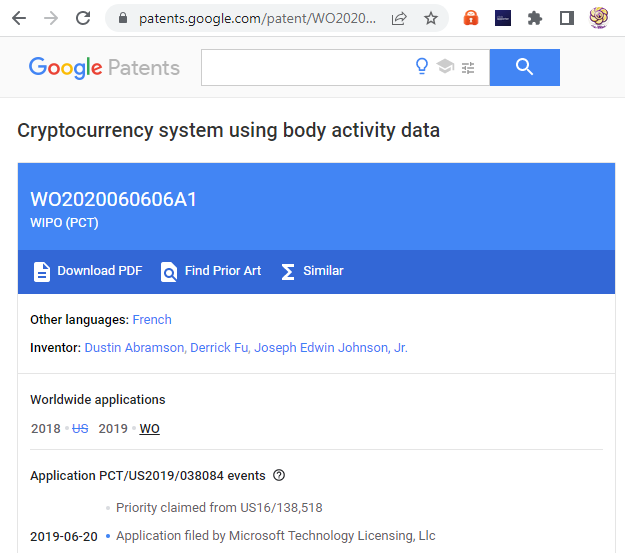 patents.google.com/patent/WO2020...
Google Patents
Cryptocurrency system using body activity data
WO2020060606A1
WIPO (PCT)
Download PDF Find Prior Art Similar
Other languages: French
Inventor: Dustin Abramson, Derrick Fu, Joseph Edwin Johnson, Jr.
Worldwide applications
2018 US 2019 WO
Application PCT/US2019/038084 events
Priority claimed from US16/138,518
2019-06-20 Application filed by Microsoft Technology Licensing, Llc